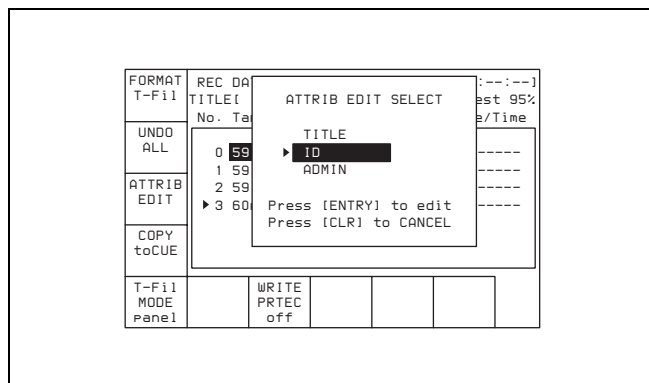 FORMAT
T-Fil
UNDO
ALL
ATTRIB
EDIT
COPY
toCUE
T-Fil
MODE
panel
WRITE
PRTEC
off
REC DA
:--:--]
TITLE[
est 95%
No. Ta
e/Time
0 59
-----
1 59
-----
2 59
-----
3 60
-----
ATTRIB EDIT SELECT
TITLE
ID
ADMIN
Press [ENTRY] to edit
Press [CLR] to CANCEL